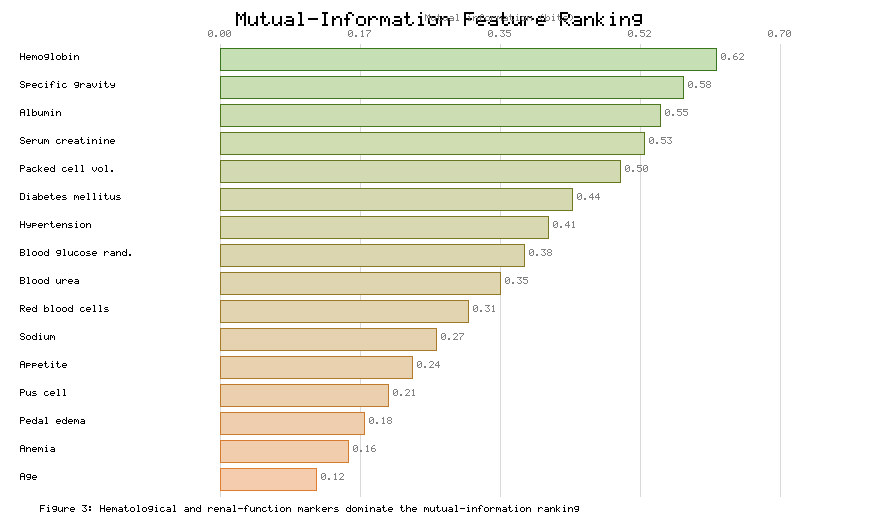 Mutual-Information Feature Ranking
Mutual Information (bits)
0.00 0.17 0.35 0.52 0.70
Hemoglobin 0.62
Specific gravity 0.58
Albumin 0.55
Serum creatinine 0.53
Packed cell vol. 0.50
Diabetes mellitus 0.44
Hypertension 0.41
Blood glucose rand. 0.38
Blood urea 0.35
Red blood cells 0.31
Sodium 0.27
Appetite 0.24
Pus cell 0.21
Pedal edema 0.18
Anemia 0.16
Age 0.12
Figure 3: Hematological and renal-function markers dominate the mutual-information ranking